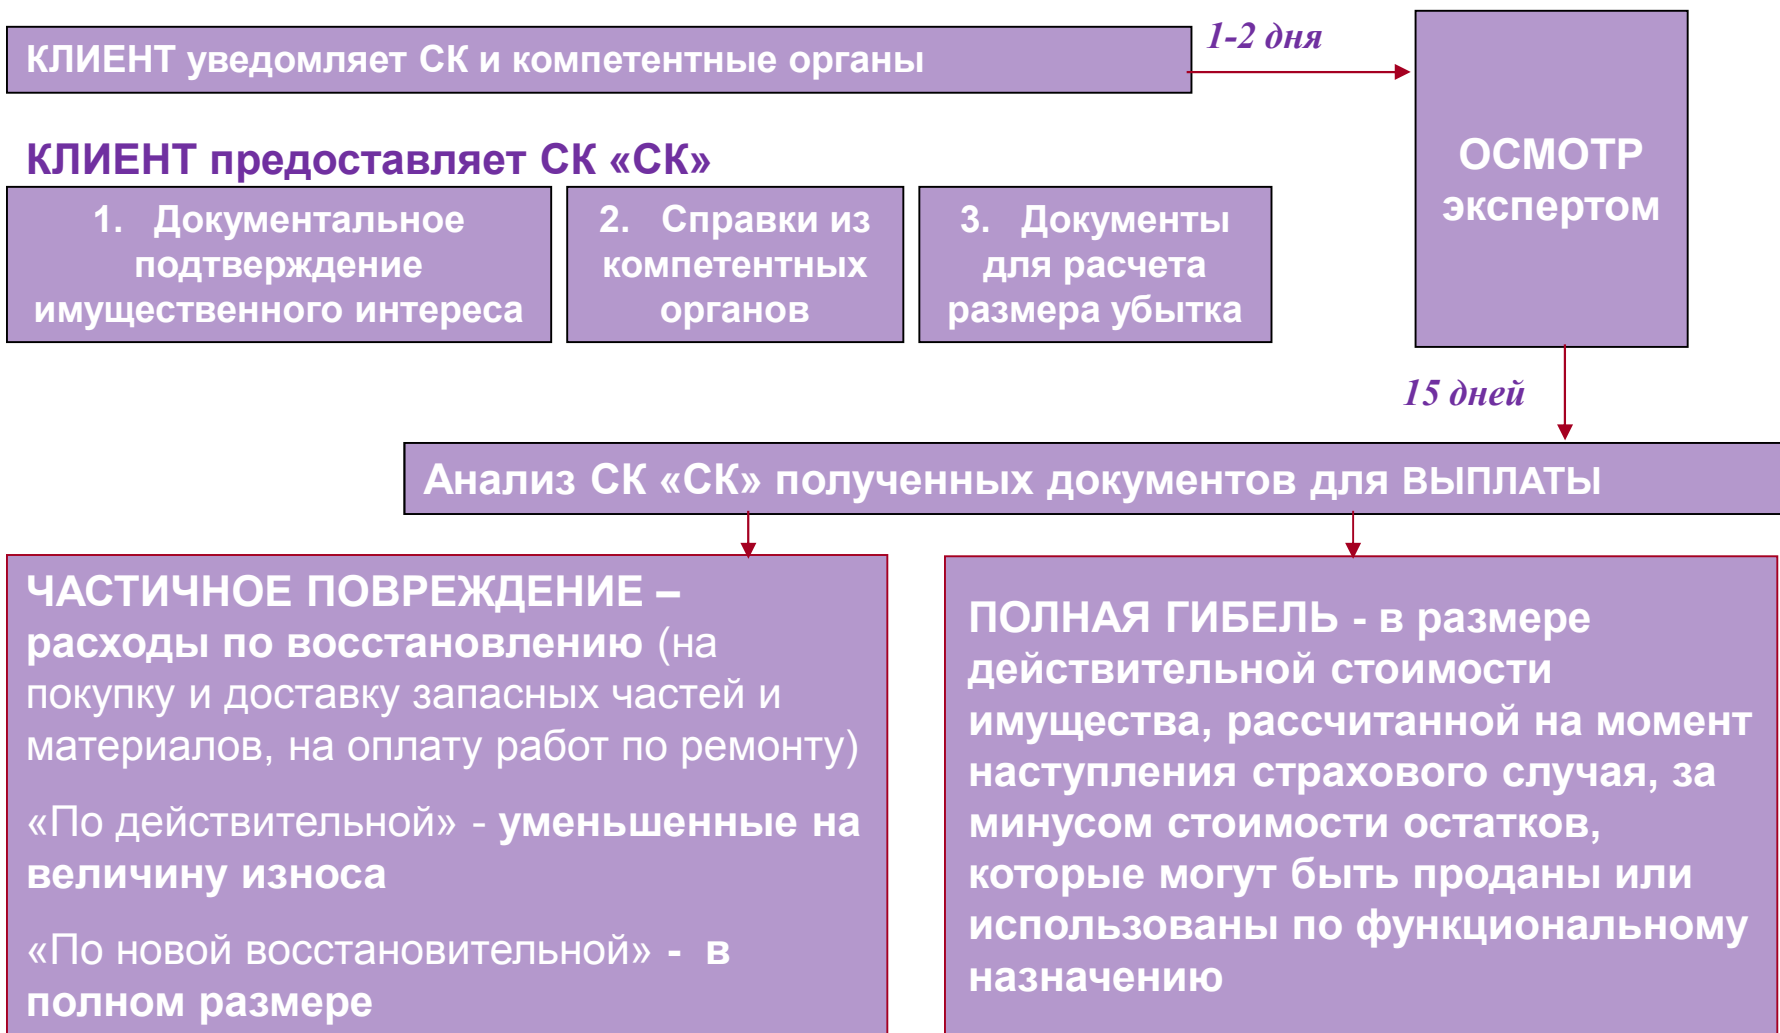 КЛИЕНТ уведомляет СК и компетентные органы
1-2 дня
ОСМОТР
экспертом
КЛИЕНТ предоставляет СК «СК»
1. Документальное
подтверждение
имущественного интереса
2. Справки из
компетентных
органов
3. Документы
для расчета
размера убытка
15 дней
Анализ СК «СК» полученных документов для ВЫПЛАТЫ
ЧАСТИЧНОЕ ПОВРЕЖДЕНИЕ –
расходы по восстановлению (на
покупку и доставку запасных частей и
материалов, на оплату работ по ремонту)
«По действительной» - уменьшенные на
величину износа
«По новой восстановительной» - в
полном размере
ПОЛНАЯ ГИБЕЛЬ - в размере
действительной стоимости
имущества, рассчитанной на момент
наступления страхового случая, за
минусом стоимости остатков,
которые могут быть проданы или
использованы по функциональному
назначению